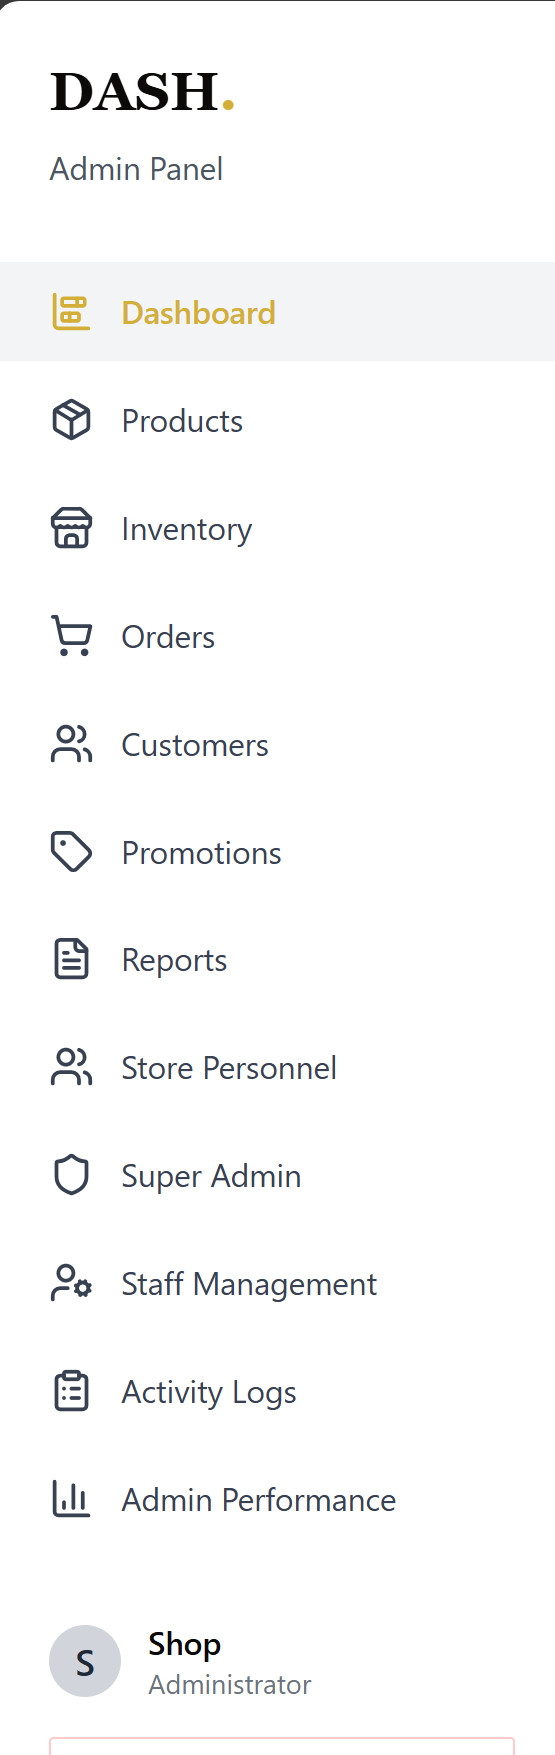 DASH.
Admin Panel
Dashboard
Products
Inventory
Orders
Customers
Promotions
Reports
Store Personnel
Super Admin
Staff Management
Activity Logs
Admin Performance
S
Shop
Administrator